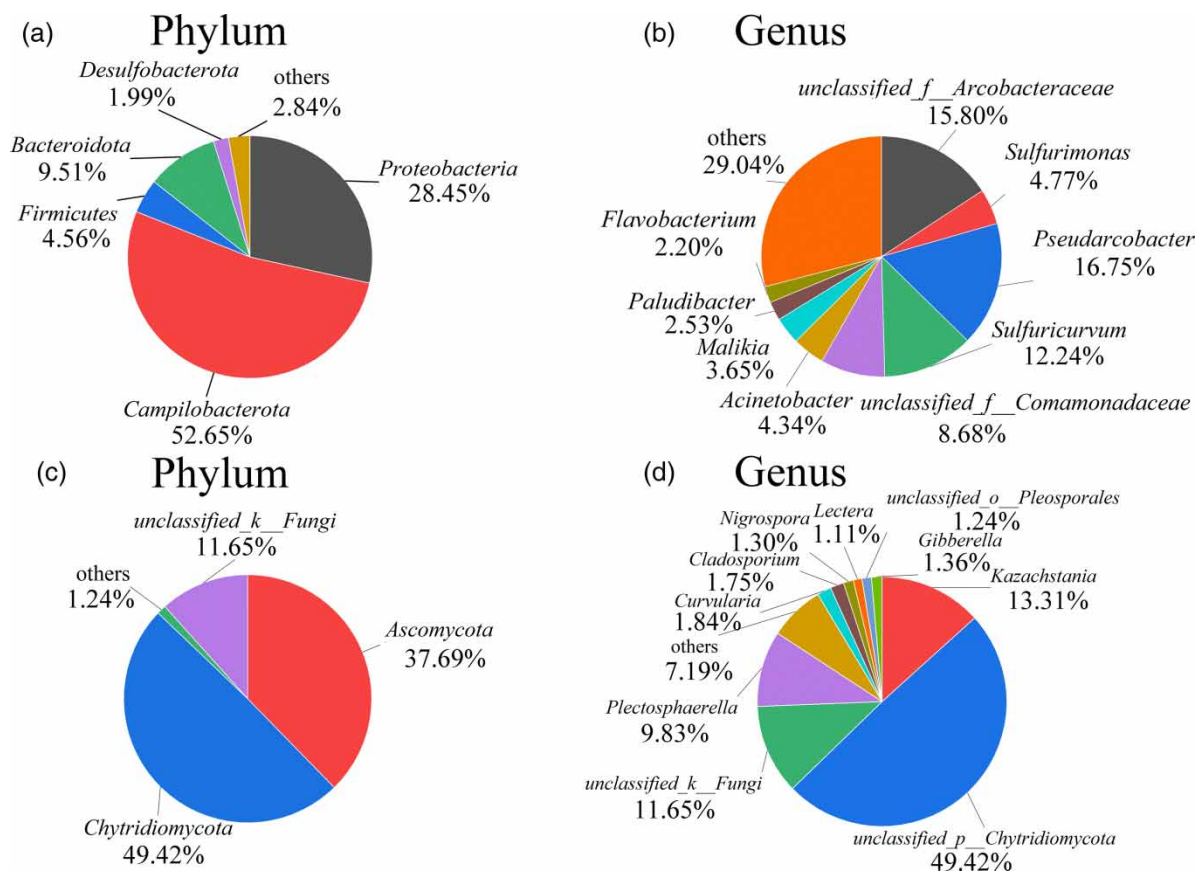 (a)
Phylum
Desulfobacterota
1.99%
others
2.84%
Bacteroidota
9.51%
Proteobacteria
28.45%
Firmicutes
4.56%
Campilobacterota
52.65%
(b)
Genus
unclassified_f__Arcobacteraceae
15.80%
others
29.04%
Sulfurimonas
4.77%
Flavobacterium
2.20%
Pseudarcobacter
16.75%
Paludibacter
2.53%
Sulfuricurvum
12.24%
Malikia
3.65%
Acinetobacter
4.34%
unclassified_f__Comamonadaceae
8.68%
(c)
Phylum
unclassified_k__Fungi
11.65%
others
1.24%
Ascomycota
37.69%
Chytridiomycota
49.42%
(d)
Genus
unclassified_o__Pleosporales
1.24%
Lectera
1.11%
Nigrospora
1.30%
Gibberella
1.36%
Cladosporium
1.75%
Kazachstania
13.31%
Curvularia
1.84%
others
7.19%
Plectosphaerella
9.83%
unclassified_k__Fungi
11.65%
unclassified_p__Chytridiomycota
49.42%